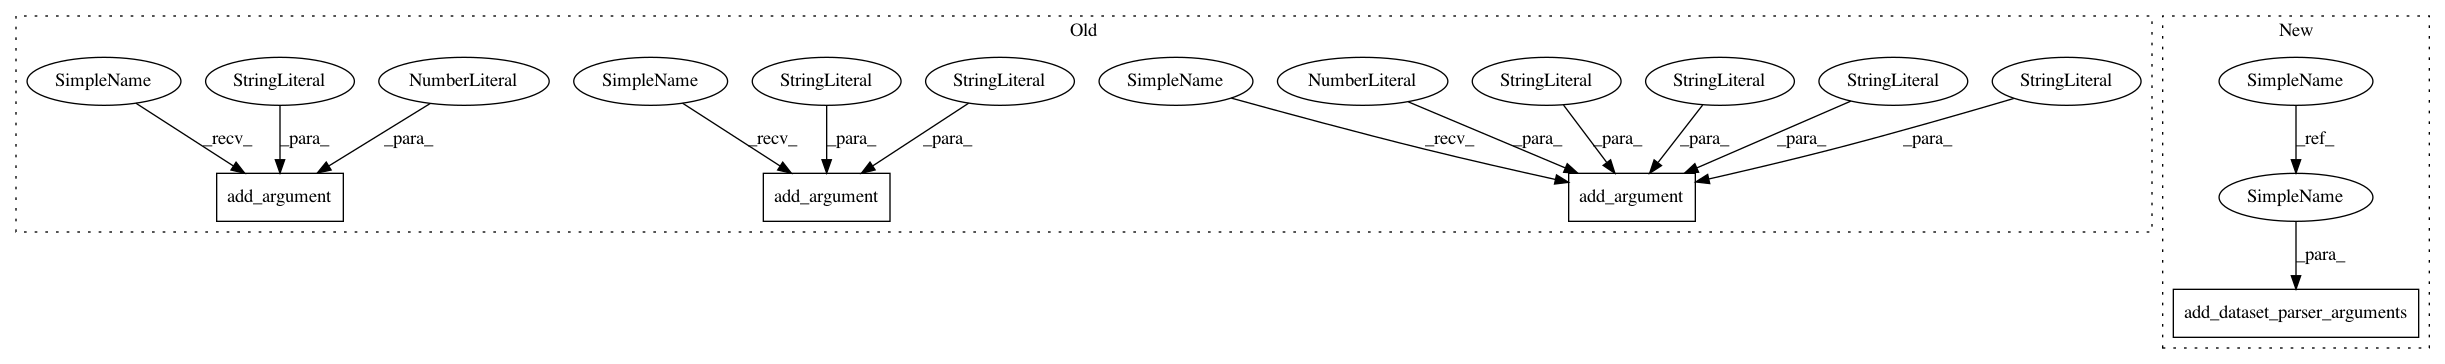 Old
New
SimpleName StringLiteral NumberLiteral SimpleName StringLiteral StringLiteral SimpleName NumberLiteral StringLiteral StringLiteral StringLiteral StringLiteral SimpleName
_recv_ _para_ _para_ _recv_ _para_ _para_ _recv_ _para_ _para_ _para_ _para_ _para_ _ref_
add_argument add_argument add_argument SimpleName
_para_
add_dataset_parser_arguments